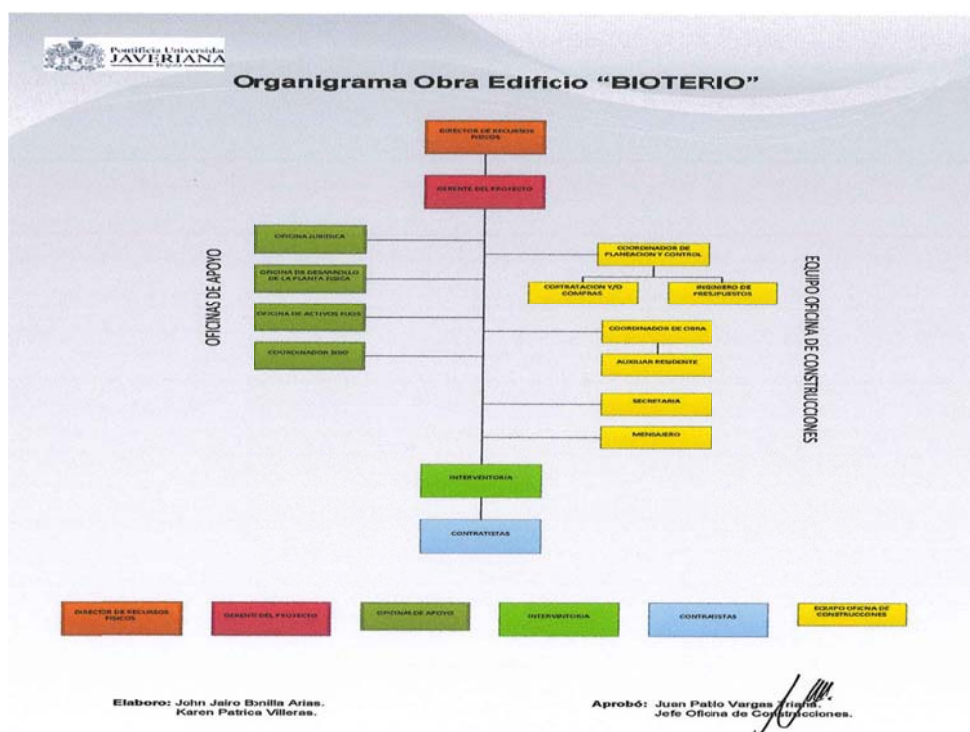 Pontificia Universidad
JAVERIANA
Bogotá
Organigrama Obra Edificio “BIOTERIO”
DIRECTOR DE RECURSOS
FISICOS
GERENTE DEL PROYECTO
OFICINAS DE APOYO
OFICINA JURIDICA
OFICINA DE DESARROLLO
DE LA PLANTA FISICA
OFICINA DE ACTIVOS FIJOS
COORDINADOR
EQUIPO OFICINA DE CONSTRUCCIONES
COORDINADOR DE
PLANEACION Y CONTROL
CONTRATACION Y/O
COMPRAS
INGENIERO DE
PRESUPUESTOS
COORDINADOR DE OBRA
AUXILIAR RESIDENTE
SECRETARIA
MENSAJERO
INTERVENTORIA
CONTRATISTAS
DIRECTOR DE RECURSOS
FISICOS
GERENTE DEL PROYECTO
OFICINAS DE APOYO
INTERVENTORIA
CONTRATISTAS
EQUIPO OFICINA DE
CONSTRUCCIONES
Elaboro: John Jairo Bonilla Arias.
Karen Patrica Villeras.
Aprobó: Juan Pablo Vargas Triana.
Jefe Oficina de Construcciones.